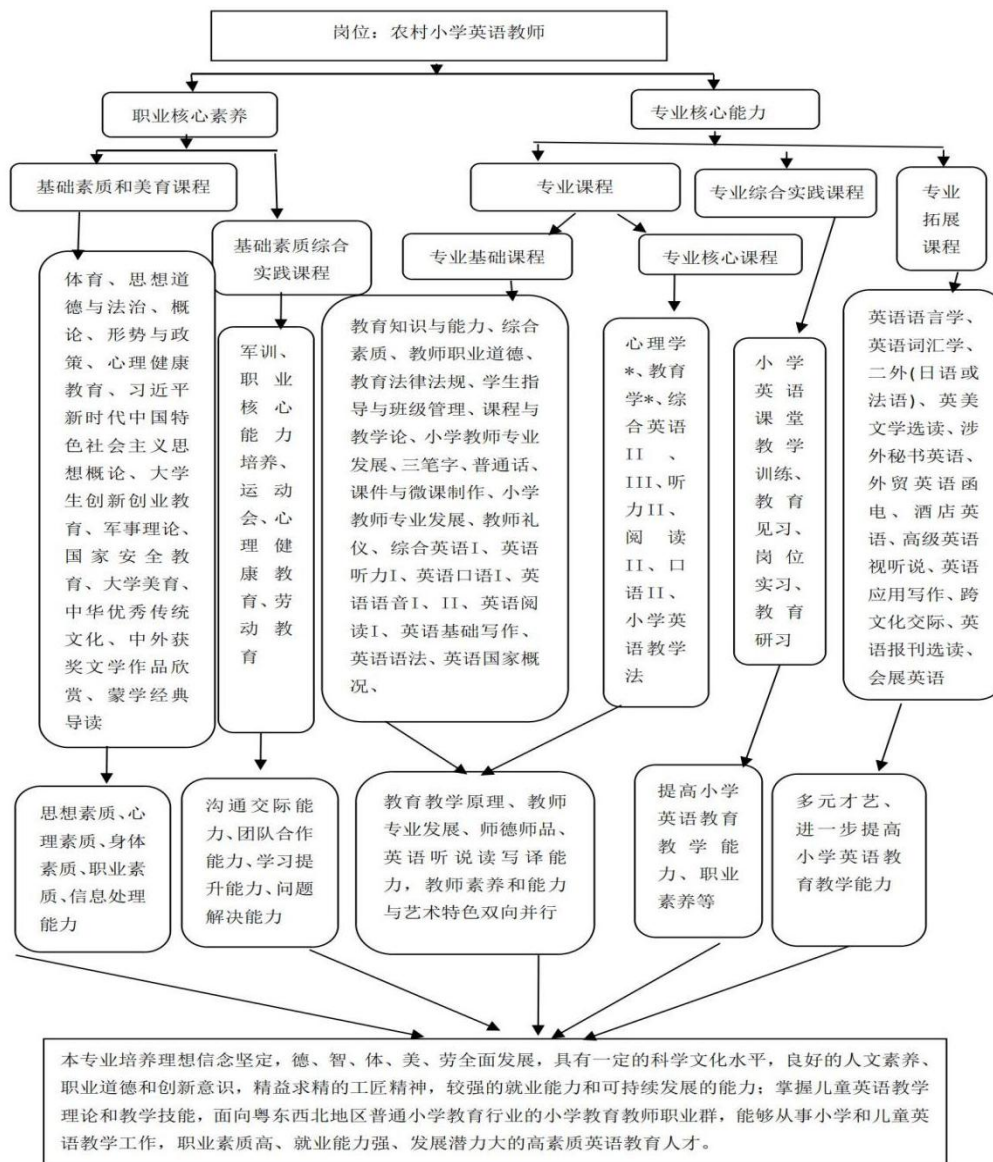 岗位：农村小学英语教师
职业核心素养
专业核心能力
基础素质和美育课程
专业课程
专业综合实践课程
专业
拓展
课程
基础素质综合
实践课程
专业基础课程
专业核心课程
体育、思想道
德与法治、概
论、形势与政
策、心理健康
教育、习近平
新时代中国特
色社会主义思
想概论、大学
生创新创业教
育、军事理论、
国家安全教
育、大学美育、
中华优秀传统
文化、中外获
奖文学作品欣
赏、蒙学经典
导读
军训、
职业
核心
能力
培养、
运动
会、心
理健
康教
育、劳
动教
育
教育知识与能力、综合
素质、教师职业道德、
教育法律法规、学生指
导与班级管理、课程与
教学论、小学教师专业
发展、三笔字、普通话、
课件与微课制作、小学
教师专业发展、教师礼
仪、综合英语I、英语
听力I、英语口语I、英
语语音I、II、英语阅
读I、英语基础写作、
英语语法、英语国家概
况、
心理学
*、教育
学*、综
合英语
II、
III、听
力II、
阅读
II、口
语II、
小学英
语教学
法
小学
英语
课堂
教学
训练、
教育
见习、
岗位
实习、
教育
研习
英语语言学、
英语词汇学、
二外(日语或
法语)、英美
文学选读、涉
外秘书英语、
外贸英语函
电、酒店英
语、高级英语
视听说、英语
应用写作、跨
文化交际、英
语报刊选读、
会展英语
思想素质、心
理素质、身体
素质、职业素
质、信息处理
能力
沟通交际能
力、团队合作
能力、学习提
升能力、问题
解决能力
教育教学原理、教师
专业发展、师德师品、
英语听说读写译能
力，教师素养和能力
与艺术特色双向并行
提高小学
英语教育
教学能
力、职业
素养等
多元才艺、
进一步提高
小学英语教
育教学能力
本专业培养理想信念坚定，德、智、体、美、劳全面发展，具有一定的科学文化水平，良好的人文素养、
职业道德和创新意识，精益求精的工匠精神，较强的就业能力和可持续发展的能力；掌握儿童英语教学
理论和教学技能，面向粤东西北地区普通小学教育行业的小学教育教师职业群，能够从事小学和儿童英
语教学工作，职业素质高、就业能力强、发展潜力大的高素质英语教育人才。